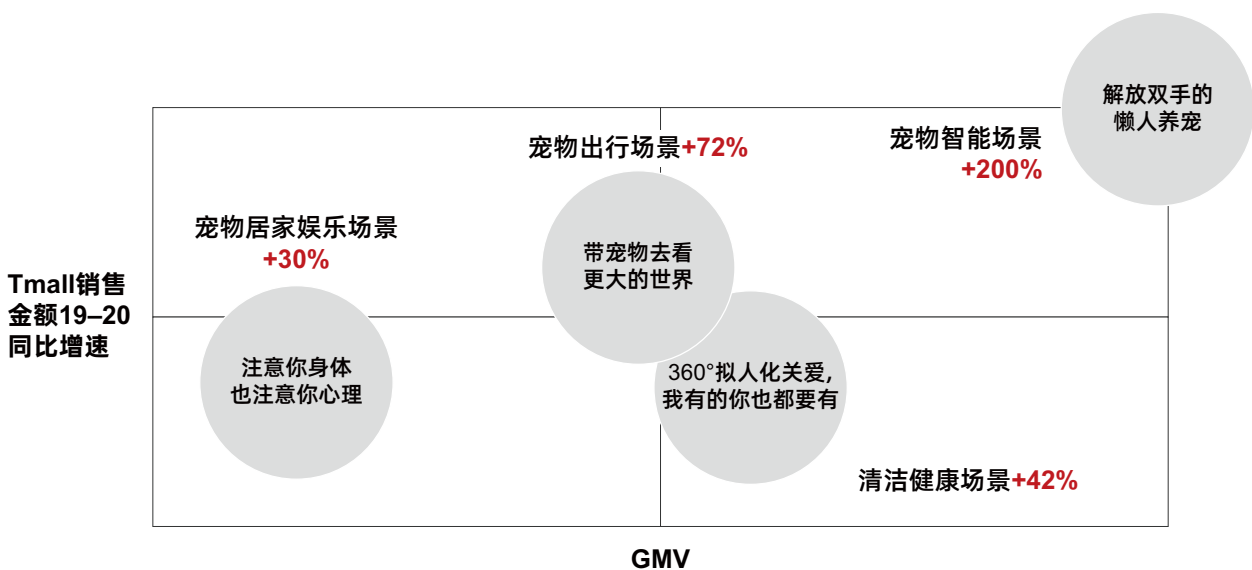 解放双手的
懒人养宠
宠物智能场景
+200%
宠物出行场景+72%
带宠物去看
更大的世界
宠物居家娱乐场景
+30%
Tmall销售
金额19–20
同比增速
注意你身体
也注意你心理
360°拟人化关爱，
我有的你也都要有
清洁健康场景+42%
GMV